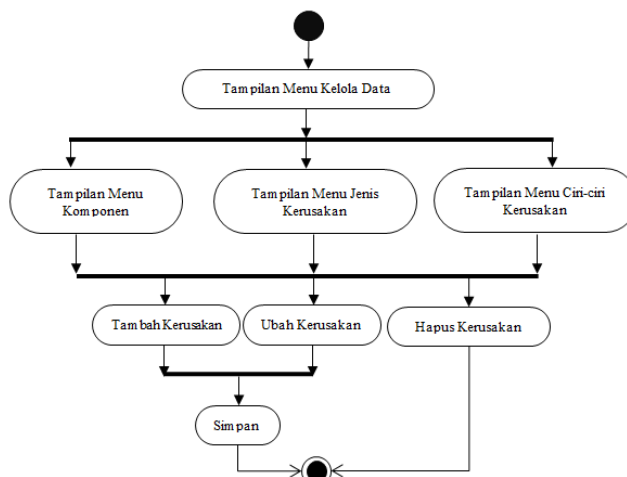 Tampilan Menu Kelola Data
Tampilan Menu
Komponen
Tampilan Menu Jenis
Kerusakan
Tampilan Menu Ciri-ciri
Kerusakan
Tambah Kerusakan
Ubah Kerusakan
Hapus Kerusakan
Simpan